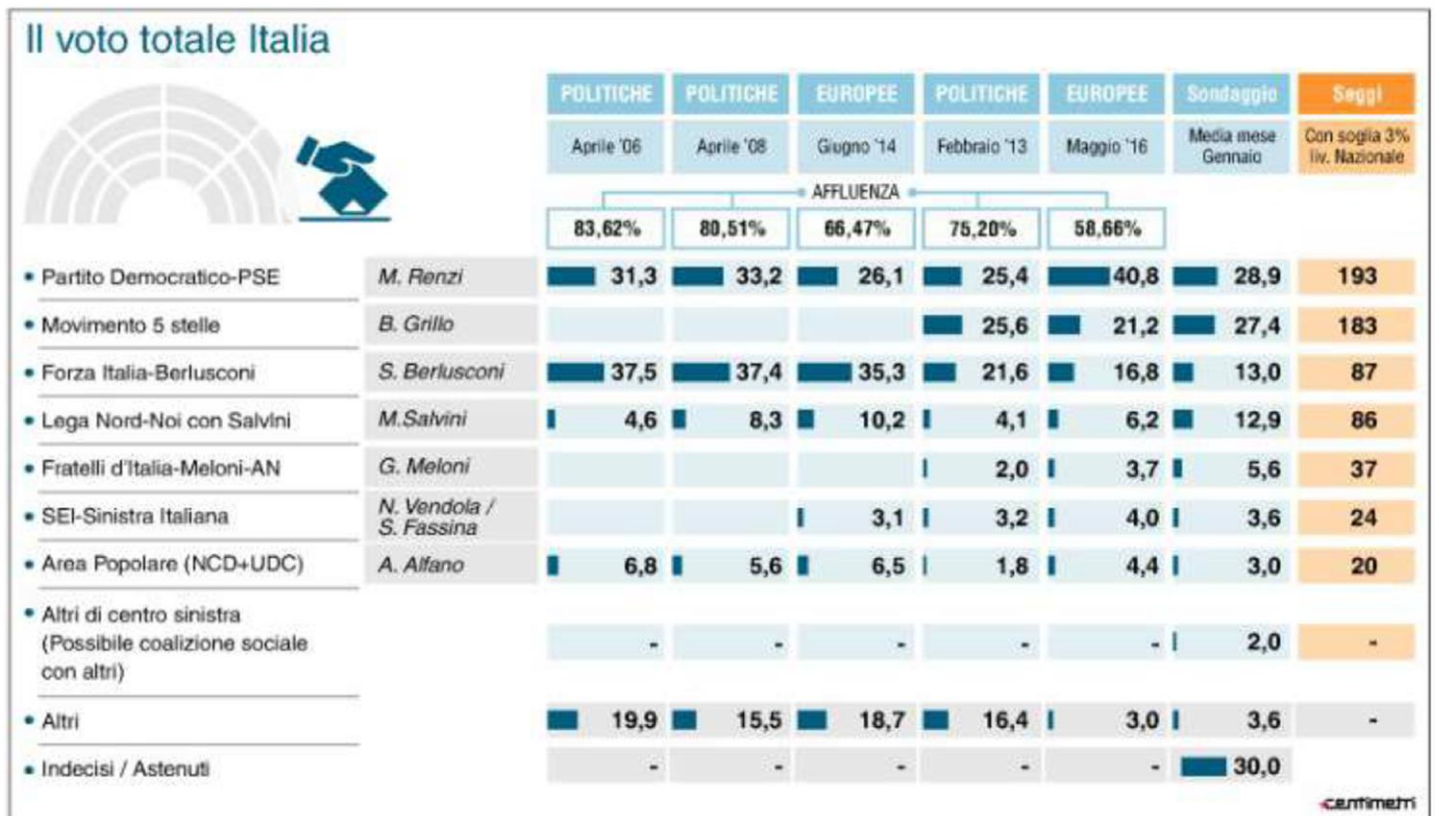 Il voto totale Italia
POLITICHE POLITICHE EUROPEE POLITICHE EUROPEE Sondaggio Seggi
Aprile '06 Aprile '08 Giugno '14 Febbraio '13 Maggio '16 Media mese Gennaio Con soglia 3% liv. Nazionale
AFFLUENZA
83,62% 80,51% 66,47% 75,20% 58,66%
• Partito Democratico-PSE M. Renzi 31,3 33,2 26,1 25,4 40,8 28,9 193
• Movimento 5 stelle B. Grillo 25,6 21,2 27,4 183
• Forza Italia-Berlusconi S. Berlusconi 37,5 37,4 35,3 21,6 16,8 13,0 87
• Lega Nord-Noi con SalvIni M.Salvini 4,6 8,3 10,2 4,1 6,2 12,9 86
• Fratelli d'Italia-Meloni-AN G. Meloni 2,0 3,7 5,6 37
• SEI-Sinistra Italiana N. Vendola / S. Fassina 3,1 3,2 4,0 3,6 24
• Area Popolare (NCD+UDC) A. Alfano 6,8 5,6 6,5 1,8 4,4 3,0 20
• Altri di centro sinistra
(Possibile coalizione sociale - - - - - 2,0 -
con altri)
• Altri 19,9 15,5 18,7 16,4 3,0 3,6 -
• Indecisi / Astenuti - - - - - 30,0
centimetri